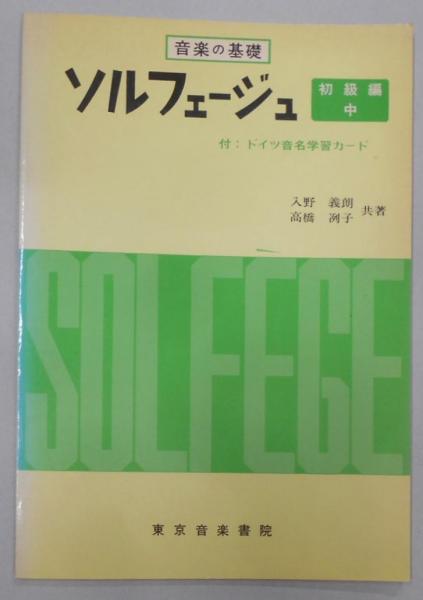 音楽の基礎
ソルフェージュ
初級編
中
付：ドイツ音名学習カード
入野 義朗
高橋 冽子
共著
SOLFEGE
東京音楽書院